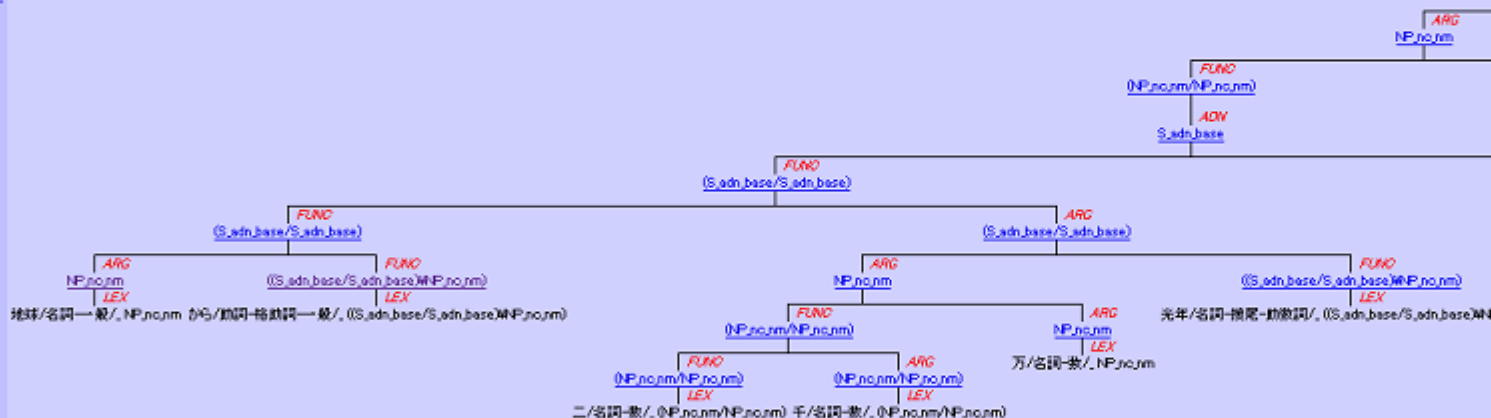 ARG
NP_nc_nm
FUNC
(NP_nc_nm/NP_nc_nm)
ADN
S_adn_base
FUNC
(S_adn_base/S_adn_base)
FUNC ARG
(S_adn_base/S_adn_base) (S_adn_base/S_adn_base)
ARG FUNC ARG FUNC
NP_nc_nm ((S_adn_base/S_adn_base)¥NP_nc_nm) NP_nc_nm ((S_adn_base/S_adn_base)¥NP_nc_nm)
LEX LEX LEX
地球/名詞-一般/_NP_nc_nm から/助詞-格助詞-一般/_((S_adn_base/S_adn_base)¥NP_nc_nm) 光年/名詞-接尾-助数詞/_((S_adn_base/S_adn_base)¥N
FUNC ARG
(NP_nc_nm/NP_nc_nm) NP_nc_nm
LEX
万/名詞-数/_NP_nc_nm
FUNC ARG
(NP_nc_nm/NP_nc_nm) (NP_nc_nm/NP_nc_nm)
LEX LEX
二/名詞-数/_(NP_nc_nm/NP_nc_nm) 千/名詞-数/_(NP_nc_nm/NP_nc_nm)